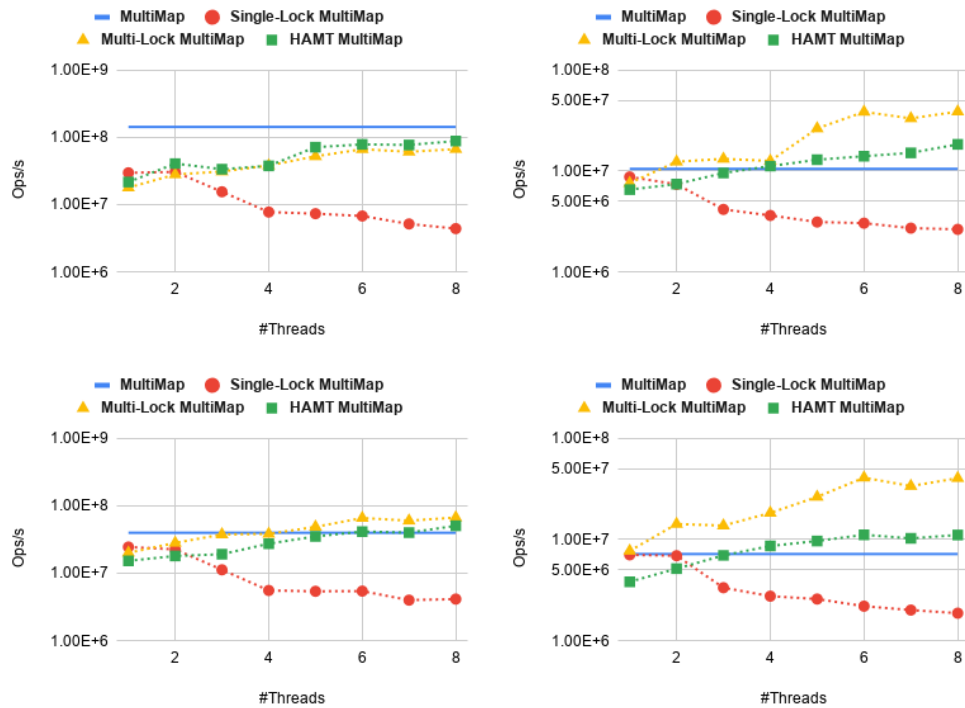 MultiMap Single-Lock MultiMap
Multi-Lock MultiMap HAMT MultiMap
1.00E+9
1.00E+8
1.00E+7
1.00E+6
Ops/s
2 4 6 8
#Threads
MultiMap Single-Lock MultiMap
Multi-Lock MultiMap HAMT MultiMap
1.00E+8
5.00E+7
1.00E+7
5.00E+6
1.00E+6
Ops/s
2 4 6 8
#Threads
MultiMap Single-Lock MultiMap
Multi-Lock MultiMap HAMT MultiMap
1.00E+9
1.00E+8
1.00E+7
1.00E+6
Ops/s
2 4 6 8
#Threads
MultiMap Single-Lock MultiMap
Multi-Lock MultiMap HAMT MultiMap
1.00E+8
5.00E+7
1.00E+7
5.00E+6
1.00E+6
Ops/s
2 4 6 8
#Threads